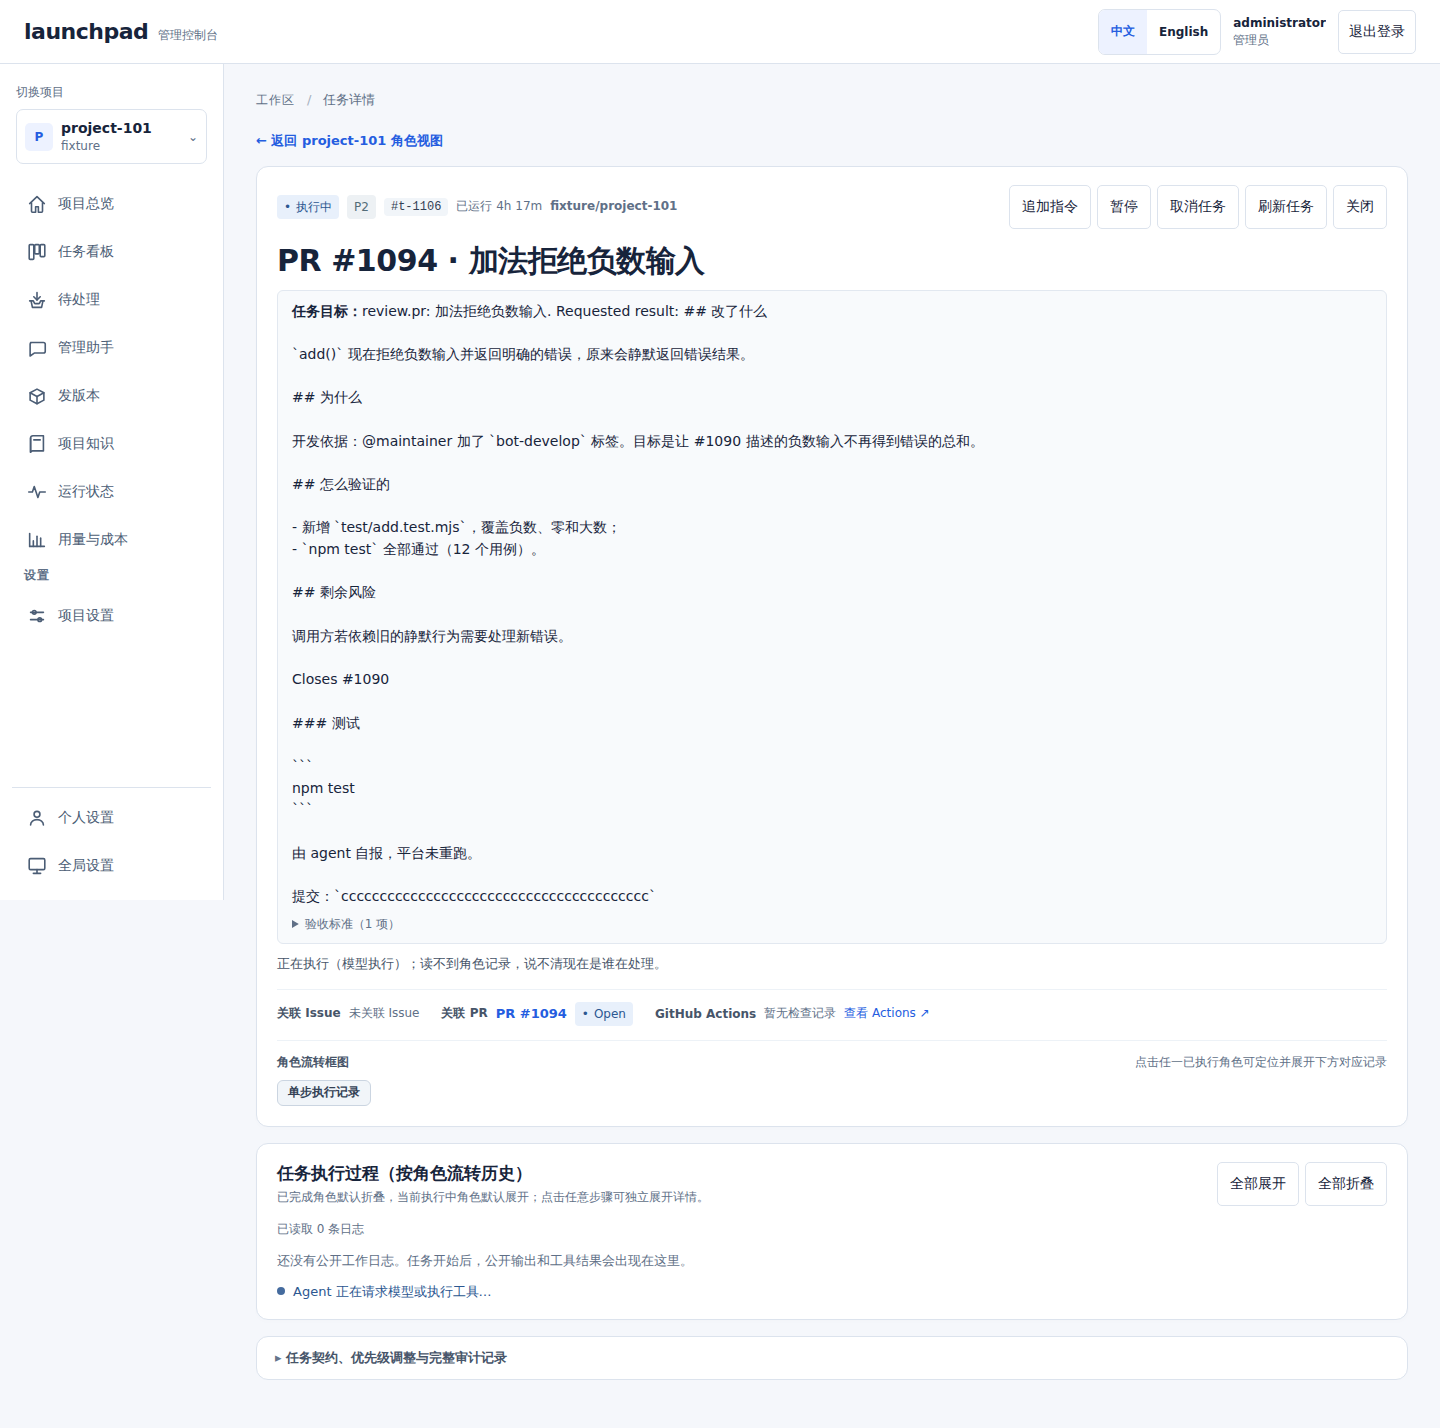 launchpad 管理控制台
中文 English
administrator
管理员
退出登录
切换项目
P
project-101
fixture
项目总览
任务看板
待处理
管理助手
发版本
项目知识
运行状态
用量与成本
设置
项目设置
个人设置
全局设置
工作区 / 任务详情
← 返回 project-101 角色视图
• 执行中 P2 #t-1106 已运行 4h 17m fixture/project-101
追加指令 暂停 取消任务 刷新任务 关闭
PR #1094 · 加法拒绝负数输入
任务目标：review.pr: 加法拒绝负数输入. Requested result: ## 改了什么
`add()` 现在拒绝负数输入并返回明确的错误，原来会静默返回错误结果。
## 为什么
开发依据：@maintainer 加了 `bot-develop` 标签。目标是让 #1090 描述的负数输入不再得到错误的总和。
## 怎么验证的
- 新增 `test/add.test.mjs`，覆盖负数、零和大数；
- `npm test` 全部通过（12 个用例）。
## 剩余风险
调用方若依赖旧的静默行为需要处理新错误。
Closes #1090
### 测试
```
npm test
```
由 agent 自报，平台未重跑。
提交：`cccccccccccccccccccccccccccccccccccccccc`
▶ 验收标准（1 项）
正在执行（模型执行）；读不到角色记录，说不清现在是谁在处理。
关联 Issue 未关联 Issue 关联 PR PR #1094 • Open GitHub Actions 暂无检查记录 查看 Actions ↗
角色流转框图
点击任一已执行角色可定位并展开下方对应记录
单步执行记录
任务执行过程（按角色流转历史）
已完成角色默认折叠，当前执行中角色默认展开；点击任意步骤可独立展开详情。
全部展开 全部折叠
已读取 0 条日志
还没有公开工作日志。任务开始后，公开输出和工具结果会出现在这里。
Agent 正在请求模型或执行工具…
▸ 任务契约、优先级调整与完整审计记录